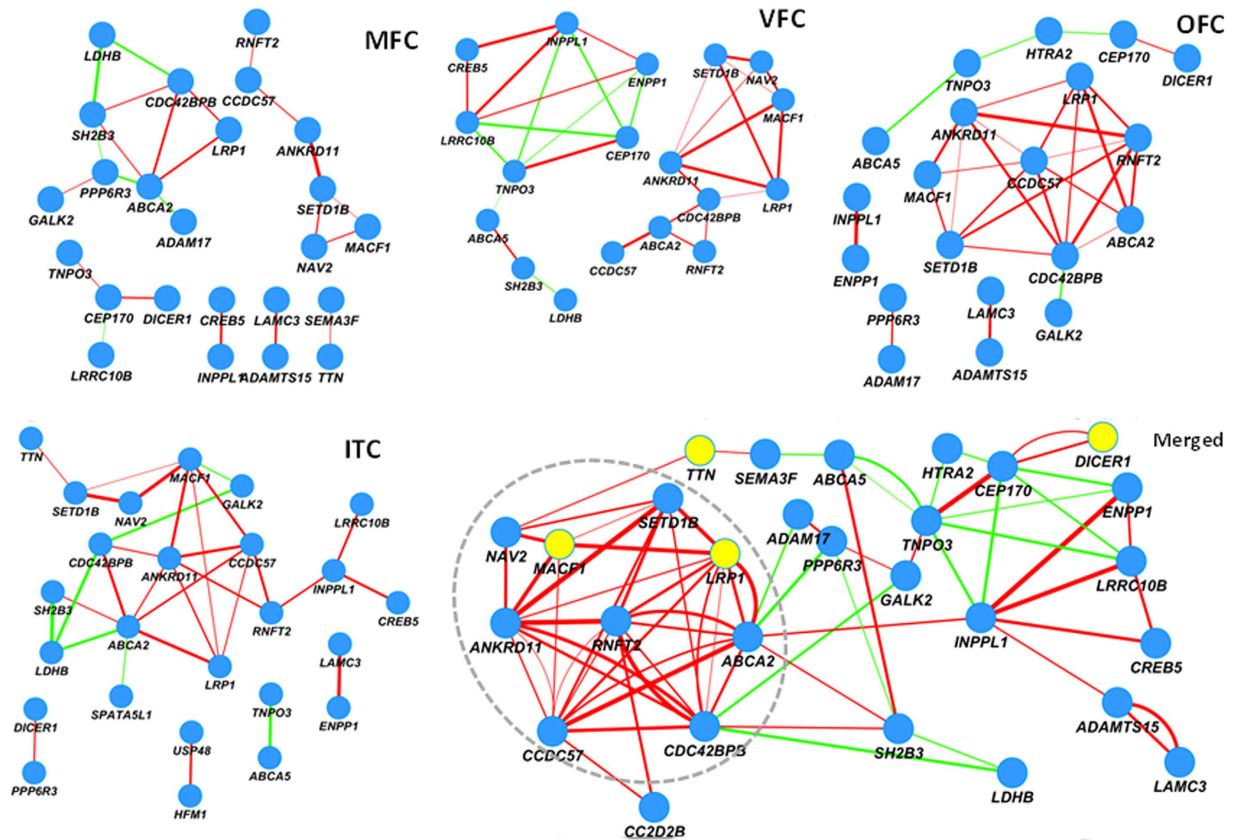 MFC
RNFT2
LDHB
CDC42BPB
CCDC57
SH2B3
LRP1
ANKRD11
PPP6R3
ABCA2
GALK2
ADAM17
SETD1B
MACF1
NAV2
TNPO3
CEP170
DICER1
CREB5
LAMC3
SEMA3F
LRRC10B
INPPL1
ADAMTS15
TTN
VFC
INPPL1
CREB5
ENPP1
SETD1B
NAV2
MACF1
LRRC10B
CEP170
TNPO3
ANKRD11
LRP1
CDC42BPB
ABCA5
ABCA2
CCDC57
RNFT2
SH2B3
LDHB
OFC
HTRA2
CEP170
DICER1
TNPO3
LRP1
ANKRD11
RNFT2
ABCA5
CCDC57
MACF1
INPPL1
ABCA2
SETD1B
ENPP1
CDC42BPB
PPP6R3
LAMC3
GALK2
ADAM17
ADAMTS15
ITC
TTN
MACF1
SETD1B
NAV2
GALK2
LRRC10B
CDC42BPB
ANKRD11
CCDC57
INPPL1
SH2B3
CREB5
RNFT2
ABCA2
LDHB
LRP1
LAMC3
SPATA5L1
ENPP1
DICER1
TNPO3
USP48
ABCA5
PPP6R3
HFM1
Merged
TTN
SEMA3F
ABCA5
HTRA2
CEP170
DICER1
SETD1B
ADAM17
ENPP1
NAV2
MACF1
LRP1
PPP6R3
TNPO3
LRRC10B
GALK2
ANKRD11
RNFT2
ABCA2
INPPL1
CREB5
CCDC57
CDC42BPB
SH2B3
ADAMTS15
LDHB
LAMC3
CC2D2B